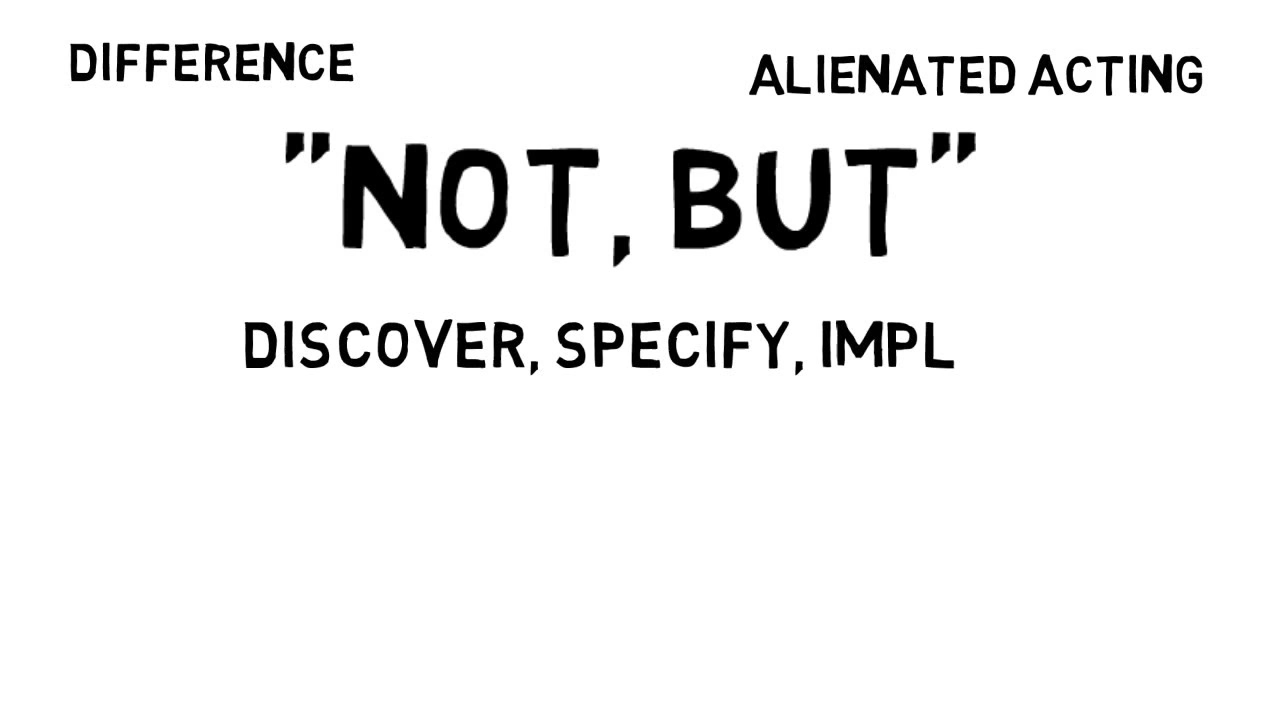 DIFFERENCE
ALIENATED ACTING
"NOT, BUT"
DISCOVER, SPECIFY, IMPL